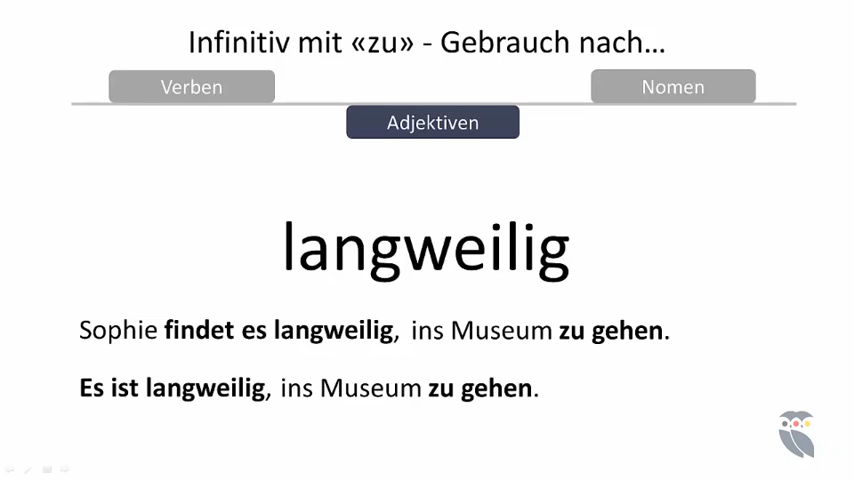 Infinitiv mit «zu» - Gebrauch nach...
Verben
Nomen
Adjektiven
langweilig
Sophie findet es langweilig, ins Museum zu gehen.
Es ist langweilig, ins Museum zu gehen.